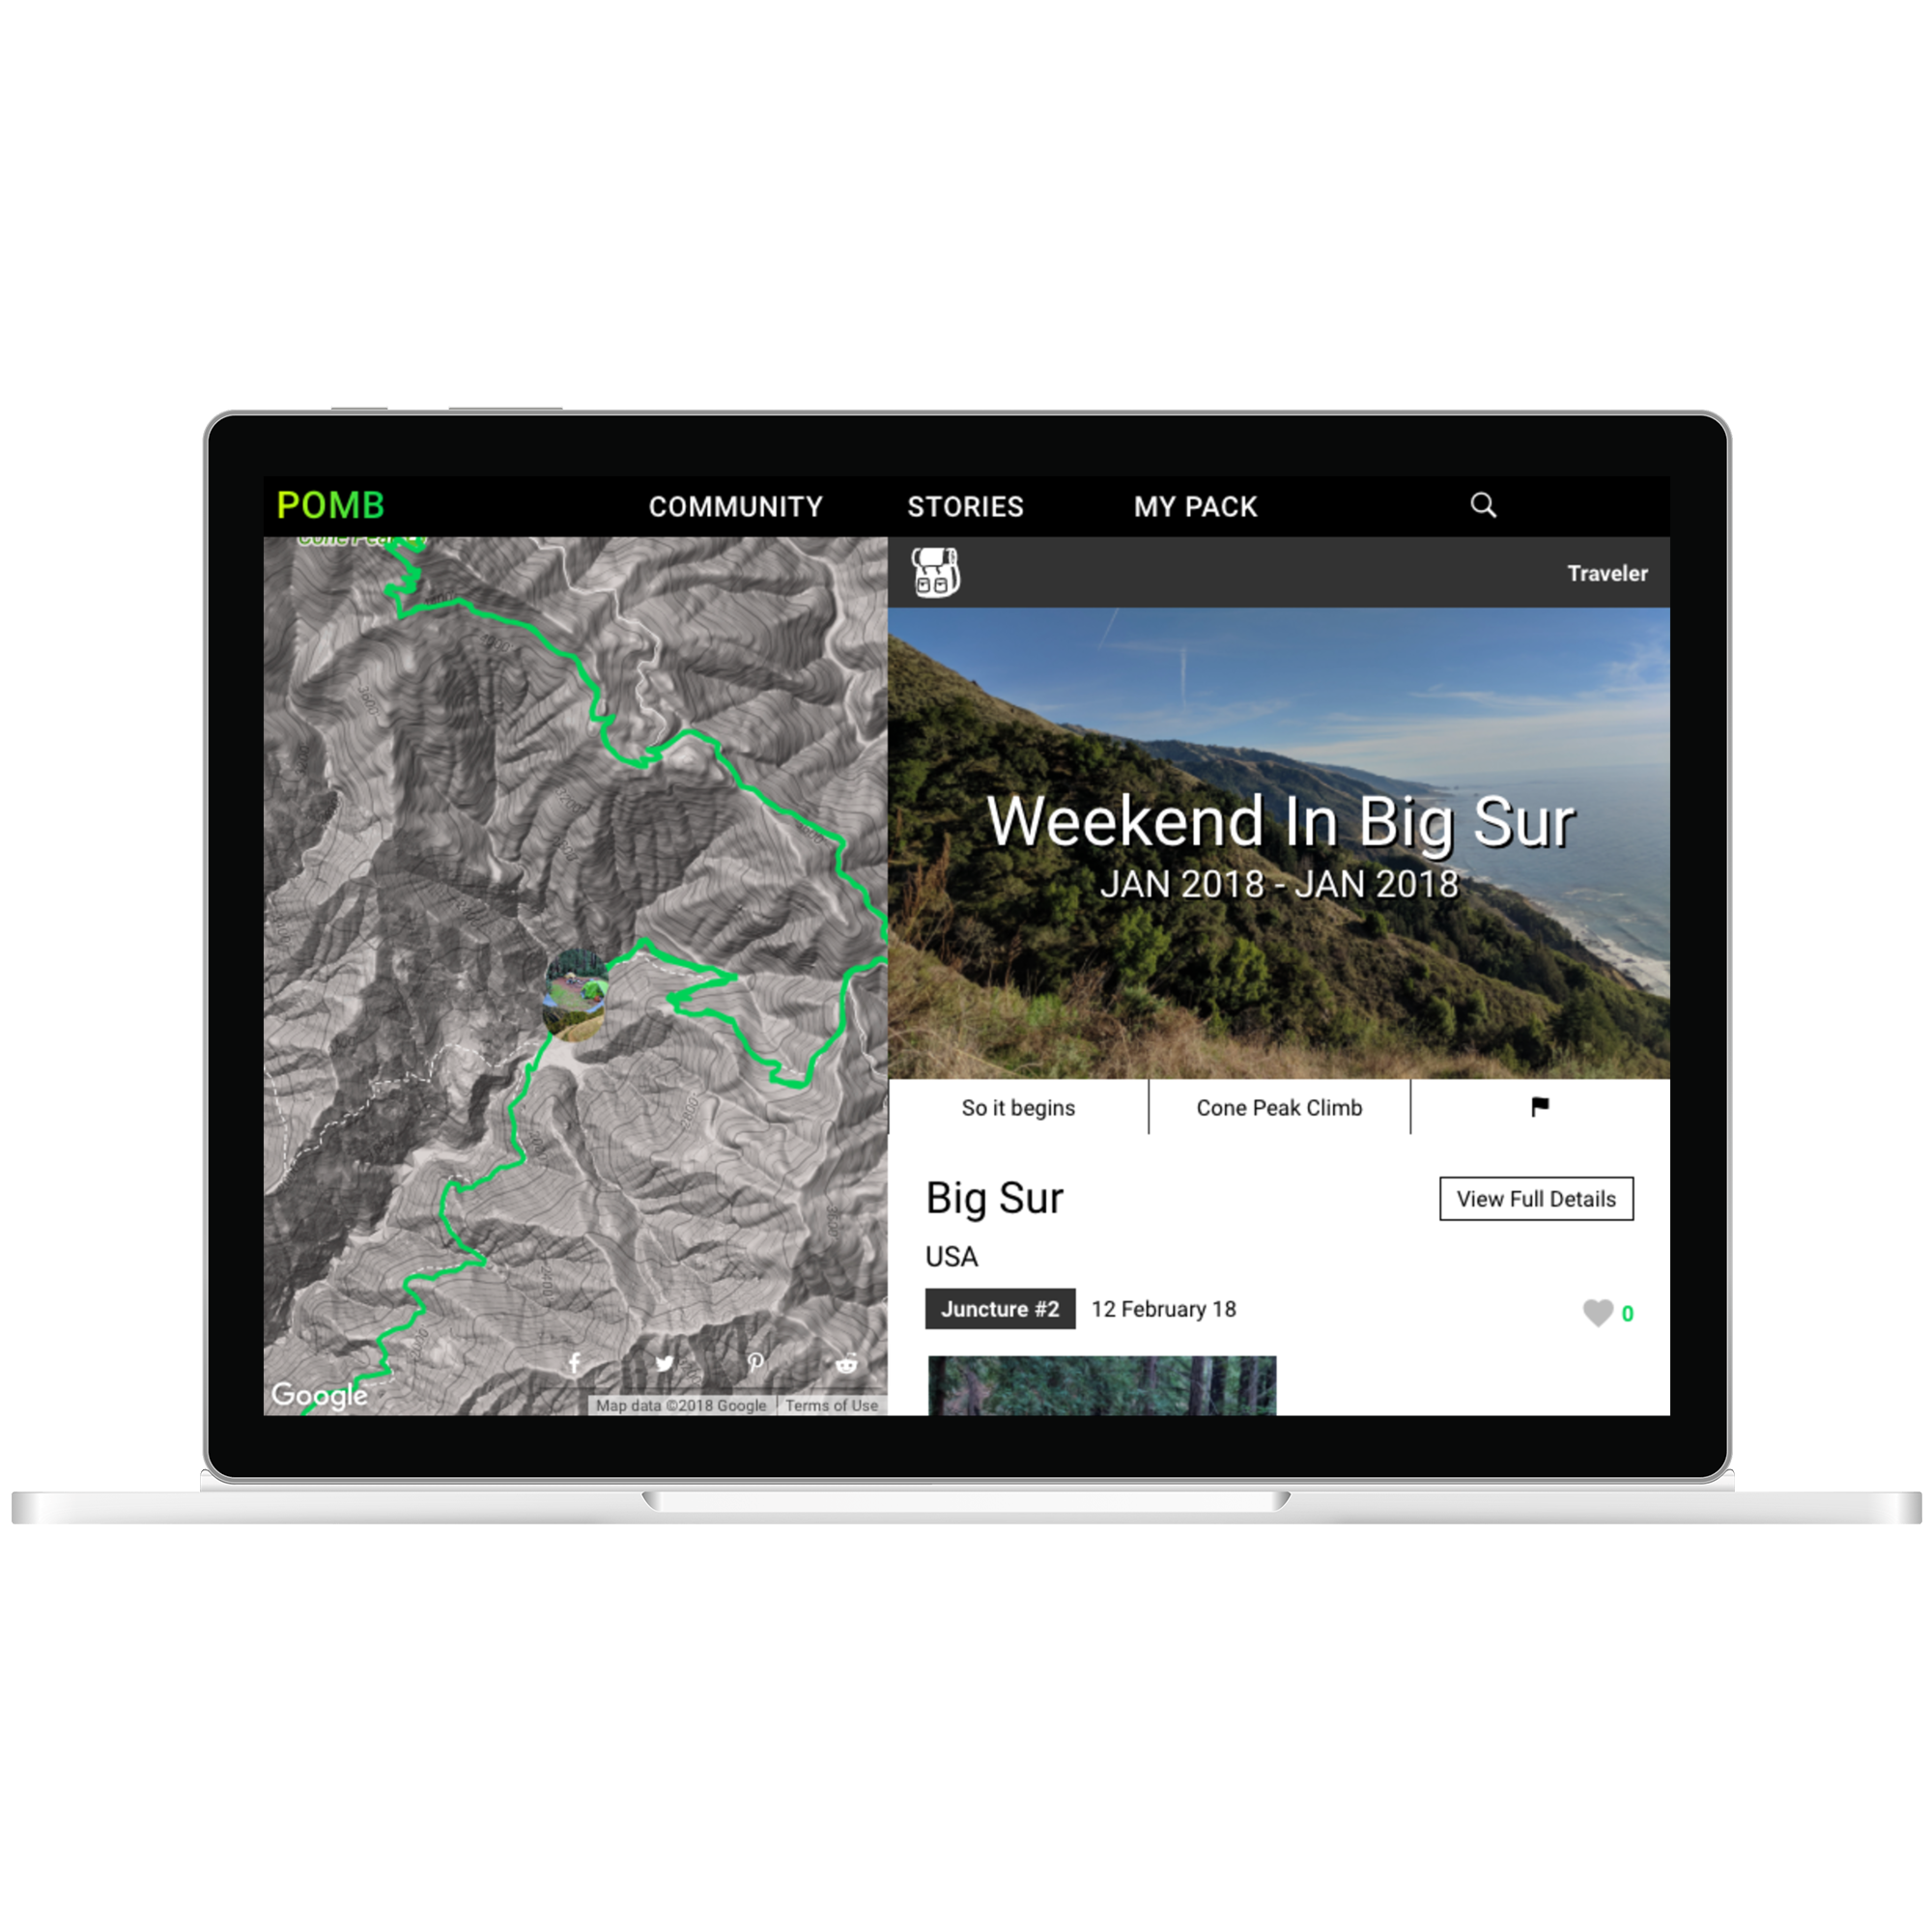 POMB
COMMUNITY
STORIES
MY PACK
Cone Peak
Traveler
Weekend In Big Sur
JAN 2018 - JAN 2018
So it begins
Cone Peak Climb
Big Sur
View Full Details
USA
Juncture #2
12 February 18
0
3600
3200
2800
3600
2400
Google
Map data ©2018 Google
Terms of Use